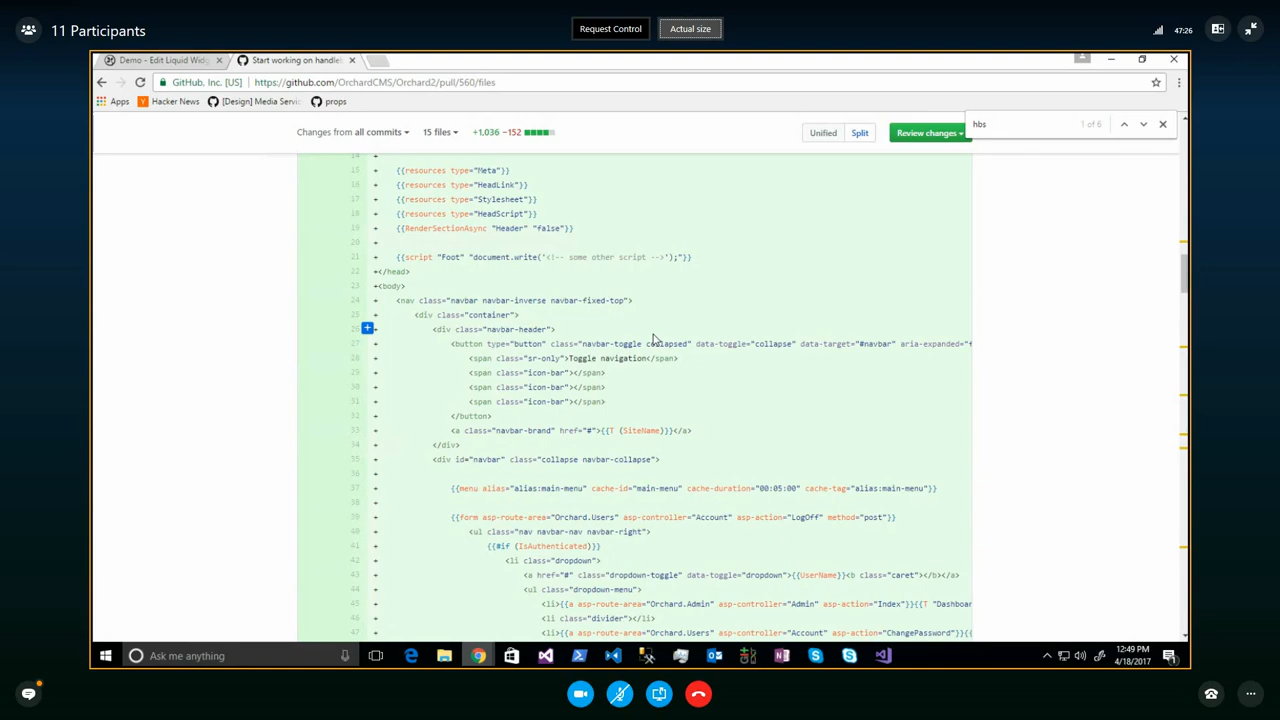 11 Participants
Request Control
Actual size
47:26
Demo - Edit Liquid Widg
Start working on handle
GitHub, Inc. [US]
https://github.com/OrchardCMS/Orchard2/pull/560/files
Apps
Hacker News
[Design] Media Servi
props
hbs
1 of 6
Changes from all commits
15 files
+1,036 −152
Unified
Split
Review changes
14 +
15 + {{resources type="Meta"}}
16 + {{resources type="HeadLink"}}
17 + {{resources type="Stylesheet"}}
18 + {{resources type="HeadScript"}}
19 + {{RenderSectionAsync "Header" "false"}}
20 +
21 + {{script "Foot" "document.write('<!-- some other script -->');"}}
22 +</head>
23 +<body>
24 + <nav class="navbar navbar-inverse navbar-fixed-top">
25 + <div class="container">
26 + <div class="navbar-header">
27 + <button type="button" class="navbar-toggle collapsed" data-toggle="collapse" data-target="#navbar" aria-expanded="f
28 + <span class="sr-only">Toggle navigation</span>
29 + <span class="icon-bar"></span>
30 + <span class="icon-bar"></span>
31 + <span class="icon-bar"></span>
32 + </button>
33 + <a class="navbar-brand" href="#">{{T (SiteName)}}</a>
34 + </div>
35 + <div id="navbar" class="collapse navbar-collapse">
36 +
37 + {{menu alias="alias:main-menu" cache-id="main-menu" cache-duration="00:05:00" cache-tag="alias:main-menu"}}
38 +
39 + {{form asp-route-area="Orchard.Users" asp-controller="Account" asp-action="LogOff" method="post"}}
40 + <ul class="nav navbar-nav navbar-right">
41 + {{#if (IsAuthenticated)}}
42 + <li class="dropdown">
43 + <a href="#" class="dropdown-toggle" data-toggle="dropdown">{{UserName}}<b class="caret"></b></a>
44 + <ul class="dropdown-menu">
45 + <li>{{a asp-route-area="Orchard.Admin" asp-controller="Admin" asp-action="Index"}}{{T "Dashboar
46 + <li class="divider"></li>
47 + <li>{{a asp-route-area="Orchard.Users" asp-controller="Account" asp-action="ChangePassword"}}{
Ask me anything
12:49 PM
4/18/2017